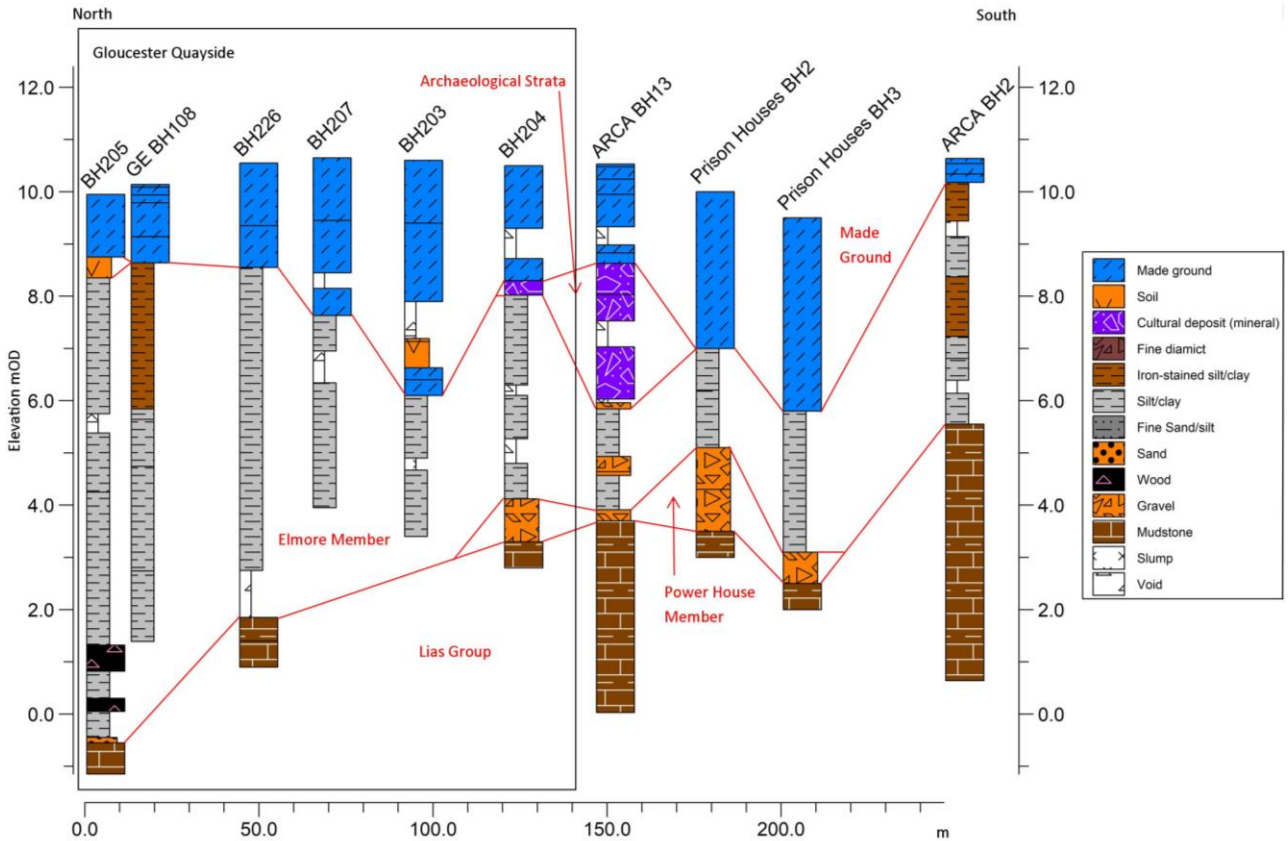 North
South
Gloucester Quayside
Archaeological Strata
BH205
GE BH108
BH226
BH207
BH203
BH204
ARCA BH13
Prison Houses BH2
Prison Houses BH3
ARCA BH2
12.0
10.0
8.0
6.0
4.0
2.0
0.0
Elevation mOD
12.0
10.0
8.0
6.0
4.0
2.0
0.0
Made
Ground
Elmore Member
Power House
Member
Lias Group
Made ground
Soil
Cultural deposit (mineral)
Fine diamict
Iron-stained silt/clay
Silt/clay
Fine Sand/silt
Sand
Wood
Gravel
Mudstone
Slump
Void
0.0 50.0 100.0 150.0 200.0 m